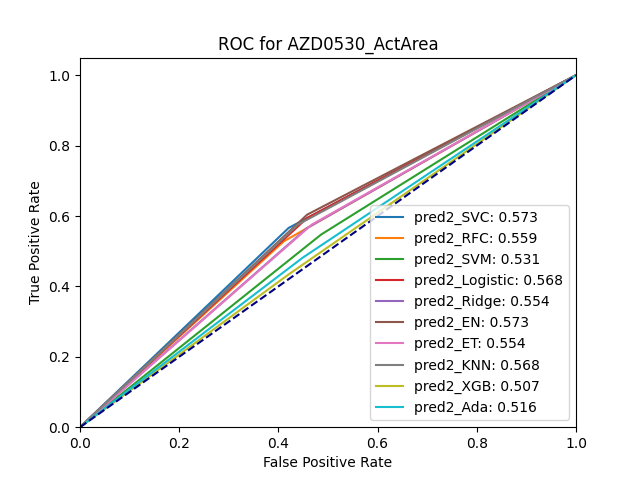 ROC for AZD0530_ActArea
True Positive Rate
1.0
0.8
0.6
0.4
0.2
0.0
0.0 0.2 0.4 0.6 0.8 1.0
False Positive Rate
pred2_SVC: 0.573
pred2_RFC: 0.559
pred2_SVM: 0.531
pred2_Logistic: 0.568
pred2_Ridge: 0.554
pred2_EN: 0.573
pred2_ET: 0.554
pred2_KNN: 0.568
pred2_XGB: 0.507
pred2_Ada: 0.516